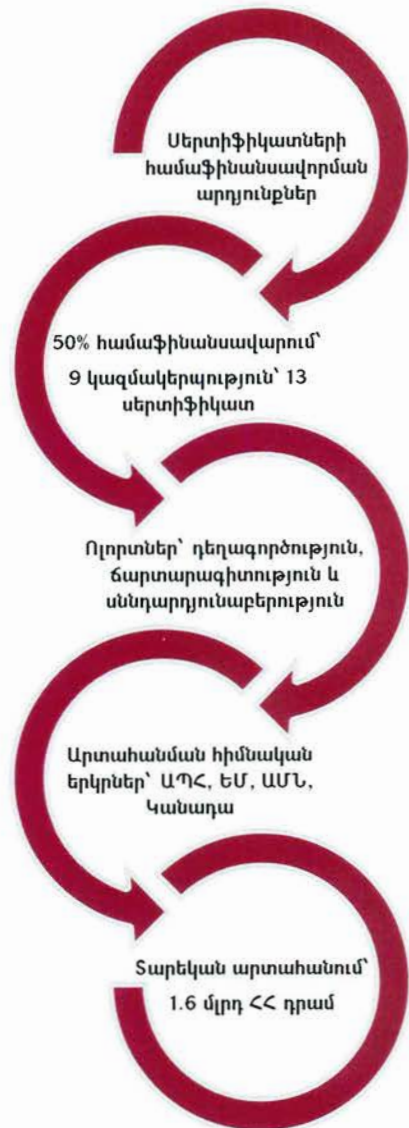 Սերտիֆիկատների
համաֆինանսավորման
արդյունքներ
50% համաֆինանսավարում՝
9 կազմակերպություն՝ 13
սերտիֆիկատ
Ոլորտներ՝ դեղագործություն,
ճարտարագիտություն և
սննդարդյունաբերություն
Արտահանման հիմնական
երկրներ՝ ԱՊՀ, ԵՄ, ԱՄՆ,
Կանադա
Տարեկան արտահանում՝
1.6 մլրդ ՀՀ դրամ